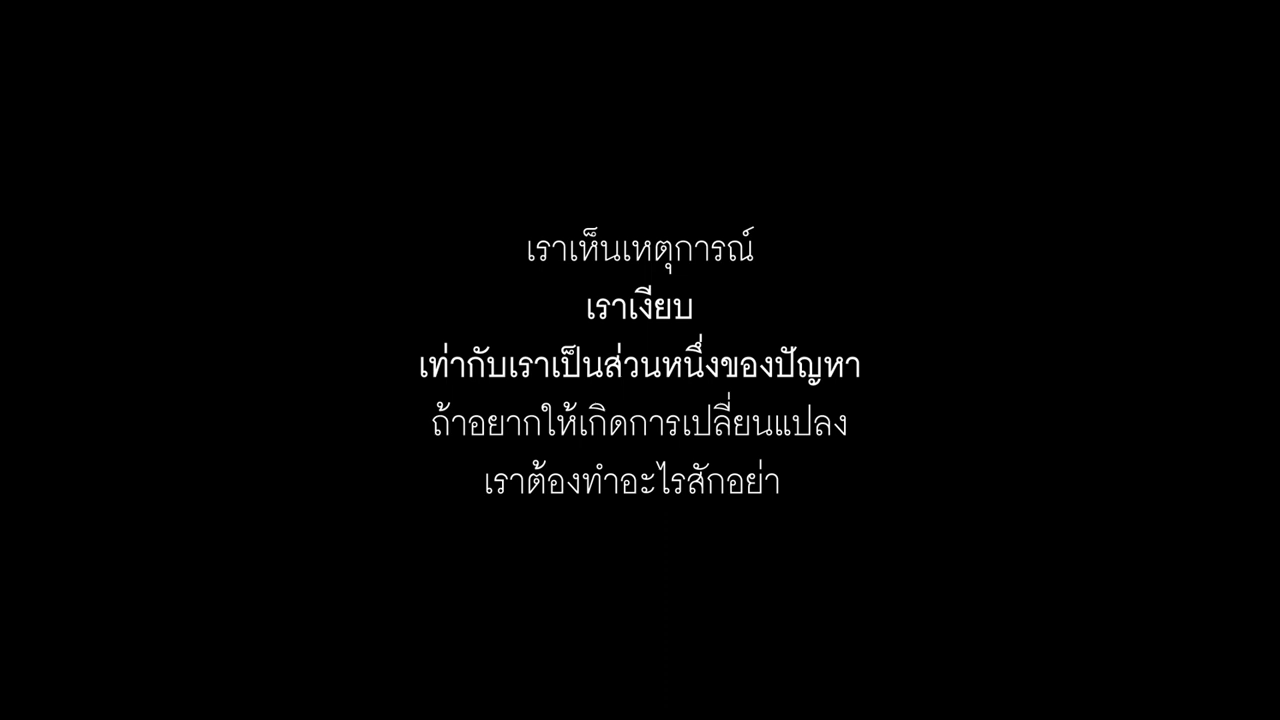 เราเห็นเหตุการณ์
เราเงียบ
เท่ากับเราเป็นส่วนหนึ่งของปัญหา
ถ้าอยากให้เกิดการเปลี่ยนแปลง
เราต้องทำอะไรสักอย่า